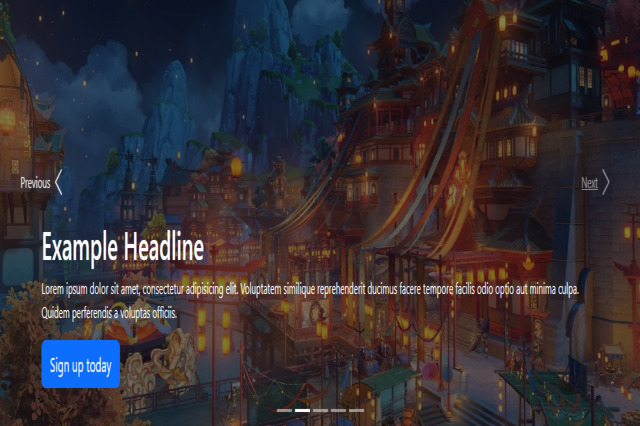 Previous
Next
Example Headline
Lorem ipsum dolor sit amet, consectetur adipisicing elit. Voluptatem similique reprehenderit ducimus facere tempore facilis odio optio aut minima culpa.
Quidem perferendis a voluptas officiis.
Sign up today